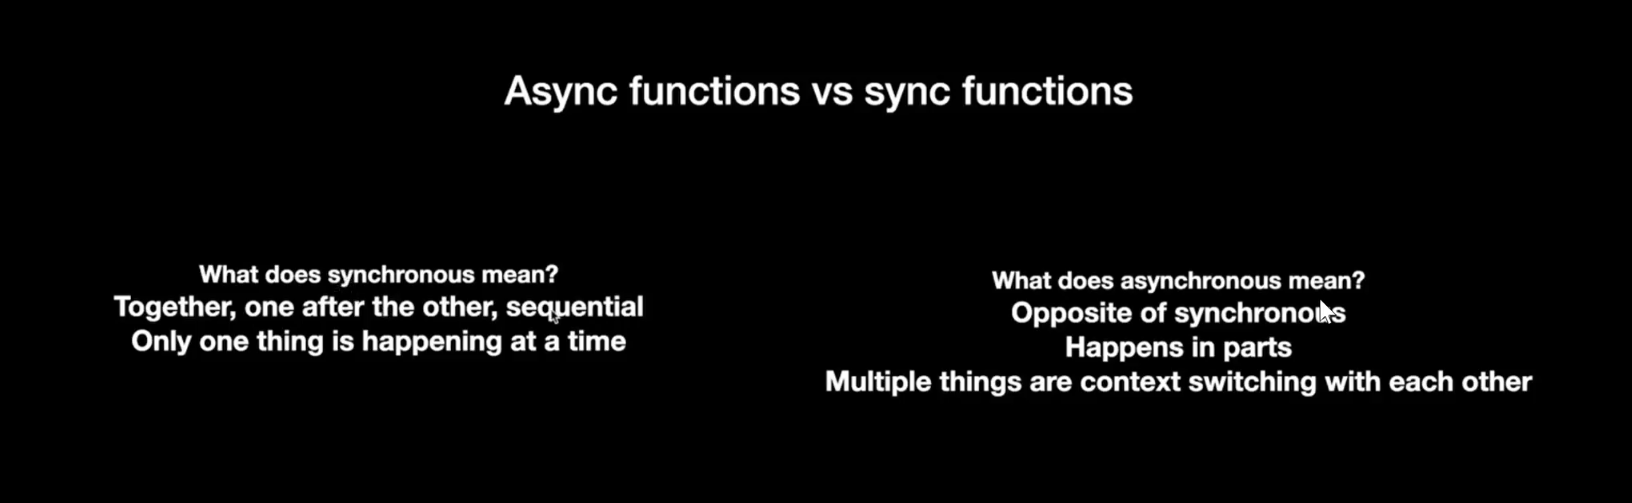 Async functions vs sync functions
What does synchronous mean?
Together, one after the other, sequential
Only one thing is happening at a time
What does asynchronous mean?
Opposite of synchronous
Happens in parts
Multiple things are context switching with each other